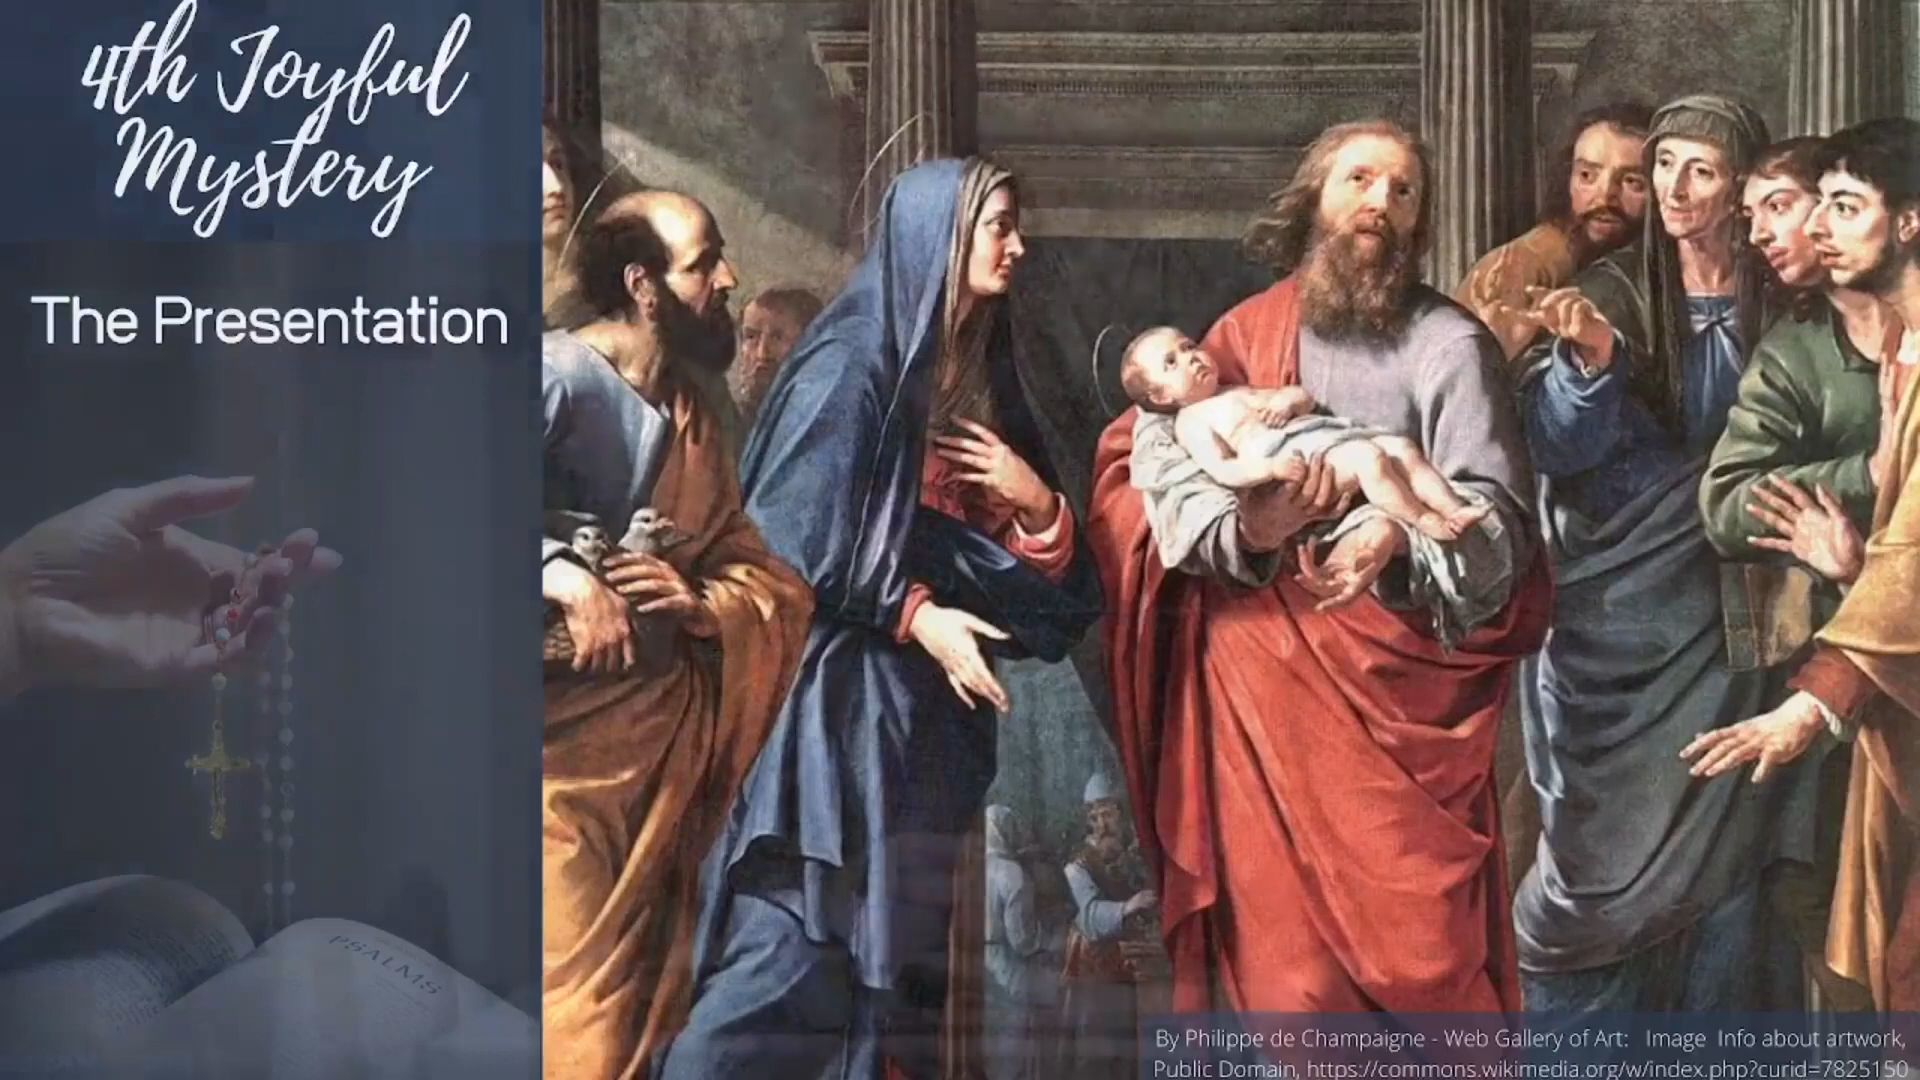 4th Joyful
Mystery
The Presentation
PSALMS
By Philippe de Champaigne - Web Gallery of Art: Image Info about artwork,
Public Domain, https://commons.wikimedia.org/w/index.php?curid=7825150